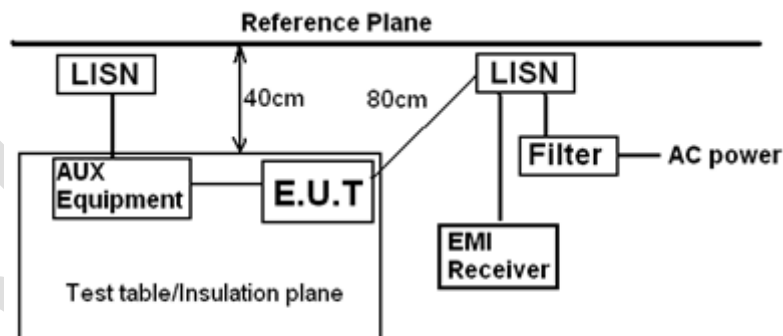 Reference Plane
LISN
40cm
80cm
LISN
Filter
AC power
AUX
Equipment
E.U.T
EMI
Receiver
Test table/Insulation plane